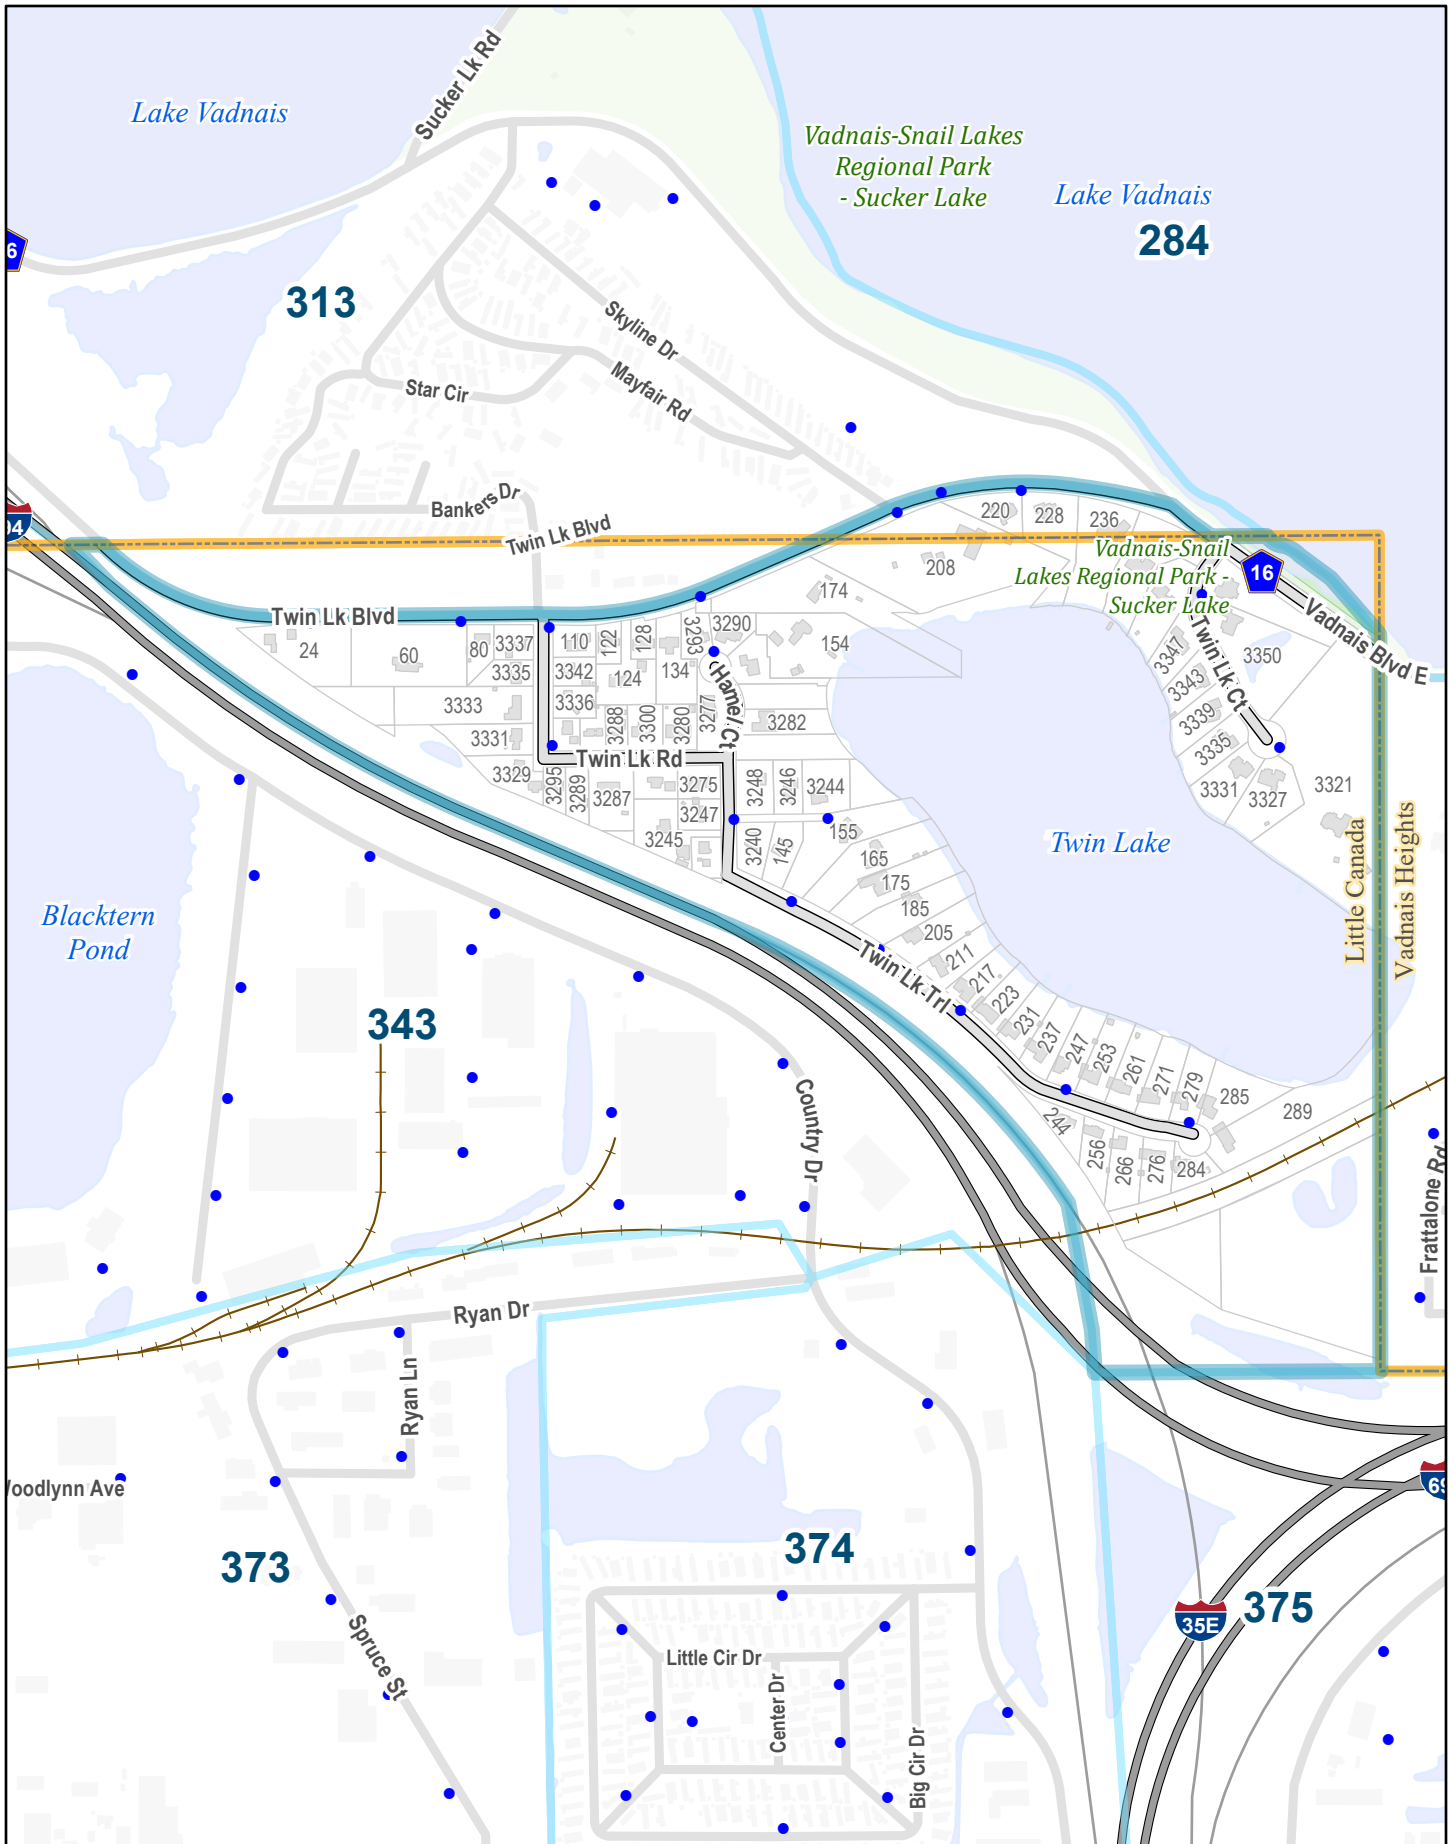 Sucker Lk Rd
Lake Vadnais
Vadnais-Snail Lakes
Regional Park
- Sucker Lake
Lake Vadnais
284
6
313
Skyline Dr
Mayfair Rd
Star Cir
Bankers Dr
94
Twin Lk Blvd
220
228
236
Vadnais-Snail
Lakes Regional Park -
Sucker Lake
16
208
174
Vadnais Blvd E
Twin Lk Blvd
24
60
80
3337
110
122
128
3293
3290
154
3347
Twin Lk Ct
3350
3335
3342
124
134
3343
3333
3336
3288
3300
3280
3277
Hamel Ct
3282
3339
3331
3335
Twin Lk Rd
3329
3295
3289
3287
3275
3248
3246
3244
3331
3327
3321
3247
3245
3240
145
155
Twin Lake
Little Canada
Vadnais Heights
165
175
185
205
Blacktern
Pond
211
217
Twin Lk Trl
223
231
237
247
253
261
271
279
285
289
343
244
256
266
276
284
Country Dr
Frattalone Rd
Ryan Dr
Ryan Ln
Woodlynn Ave
69
373
374
375
35E
Spruce St
Little Cir Dr
Center Dr
Big Cir Dr